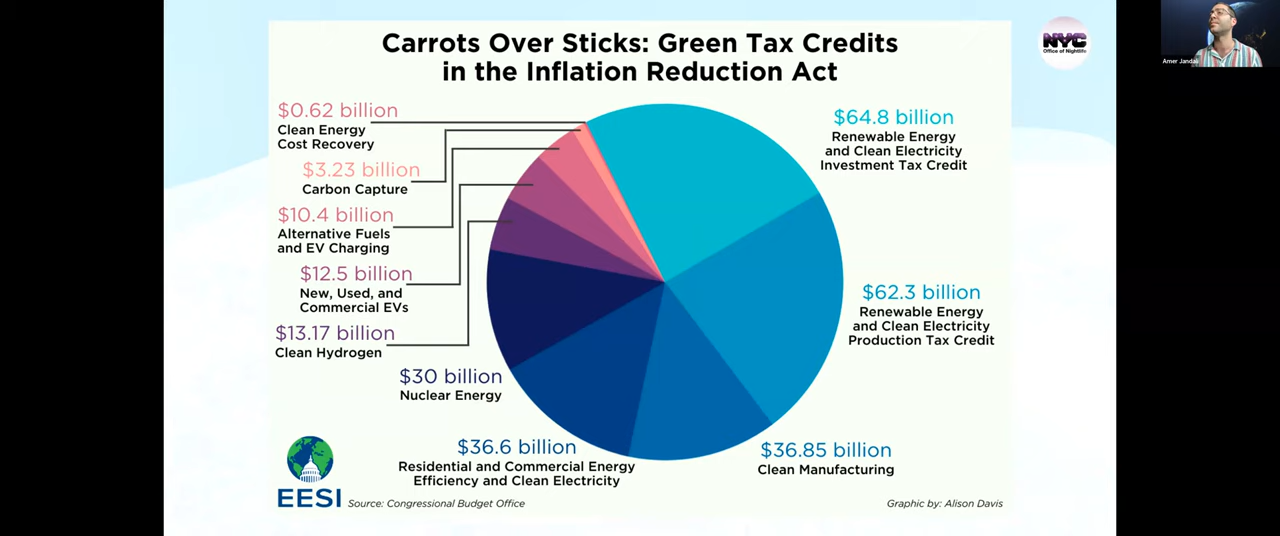 Carrots Over Sticks: Green Tax Credits
in the Inflation Reduction Act
NYC
Office of Nightlife
Amer Jandali
$0.62 billion
Clean Energy
Cost Recovery
$3.23 billion
Carbon Capture
$10.4 billion
Alternative Fuels
and EV Charging
$12.5 billion
New, Used, and
Commercial EVs
$13.17 billion
Clean Hydrogen
$30 billion
Nuclear Energy
$36.6 billion
Residential and Commercial Energy
Efficiency and Clean Electricity
$64.8 billion
Renewable Energy
and Clean Electricity
Investment Tax Credit
$62.3 billion
Renewable Energy
and Clean Electricity
Production Tax Credit
$36.85 billion
Clean Manufacturing
EESI
Source: Congressional Budget Office
Graphic by: Alison Davis